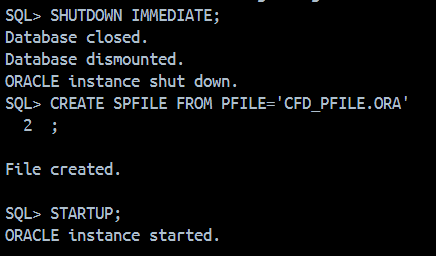 SQL> SHUTDOWN IMMEDIATE;
Database closed.
Database dismounted.
ORACLE instance shut down.
SQL> CREATE SPFILE FROM PFILE='CFD_PFILE.ORA'
  2  ;
File created.
SQL> STARTUP;
ORACLE instance started.